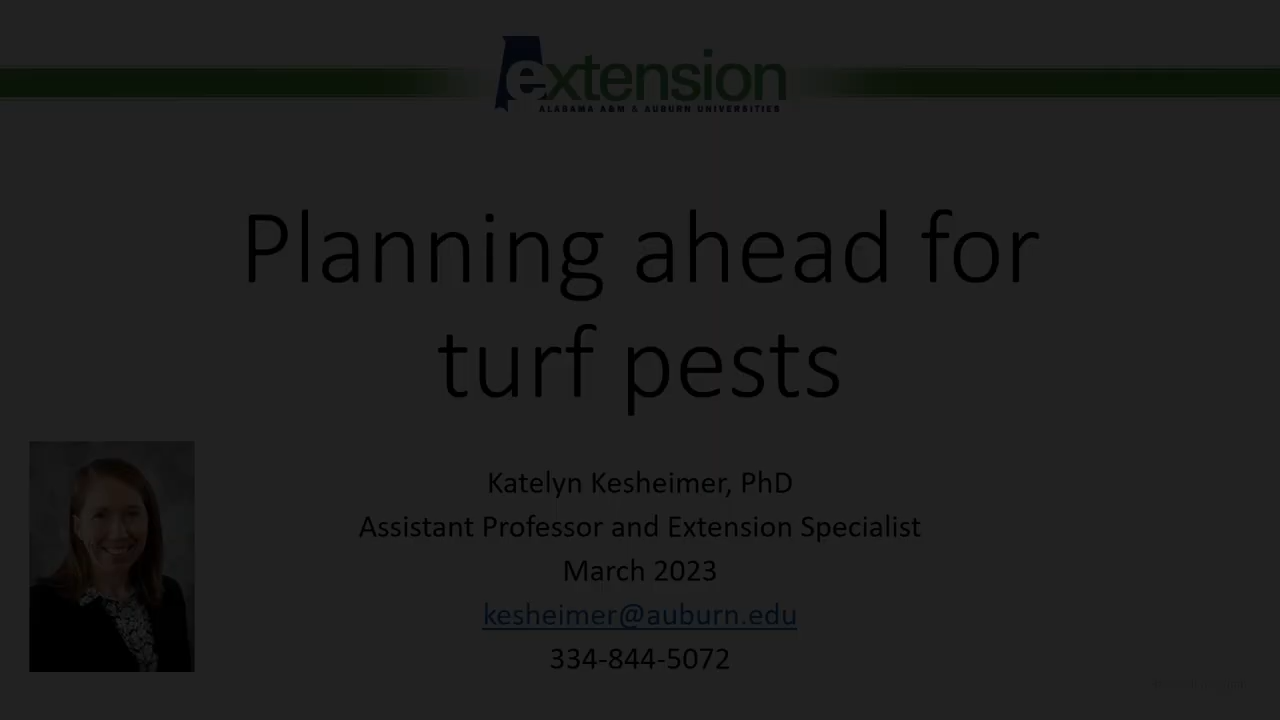 extension
ALABAMA A&M & AUBURN UNIVERSITIES
Planning ahead for
turf pests
Katelyn Kesheimer, PhD
Assistant Professor and Extension Specialist
March 2023
kesheimer@auburn.edu
334-844-5072